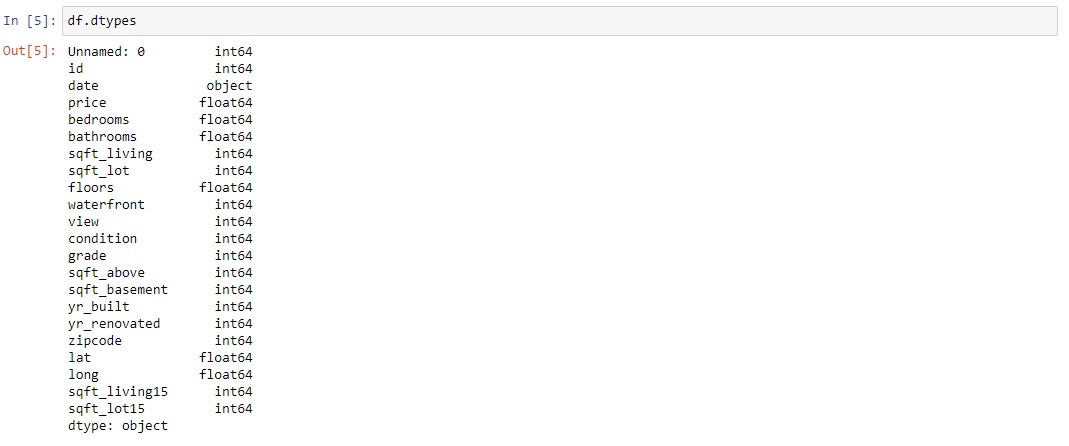 In [5]: df.dtypes
Out[5]: Unnamed: 0 int64
id int64
date object
price float64
bedrooms float64
bathrooms float64
sqft_living int64
sqft_lot int64
floors float64
waterfront int64
view int64
condition int64
grade int64
sqft_above int64
sqft_basement int64
yr_built int64
yr_renovated int64
zipcode int64
lat float64
long float64
sqft_living15 int64
sqft_lot15 int64
dtype: object